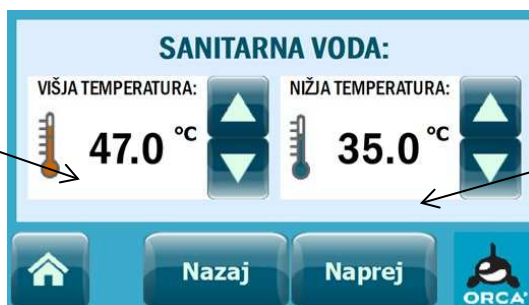 SANITARNA VODA:
VIŠJA TEMPERATURA:
47.0 °C
NIŽJA TEMPERATURA:
35.0 °C
Nazaj
Naprej
ORCA